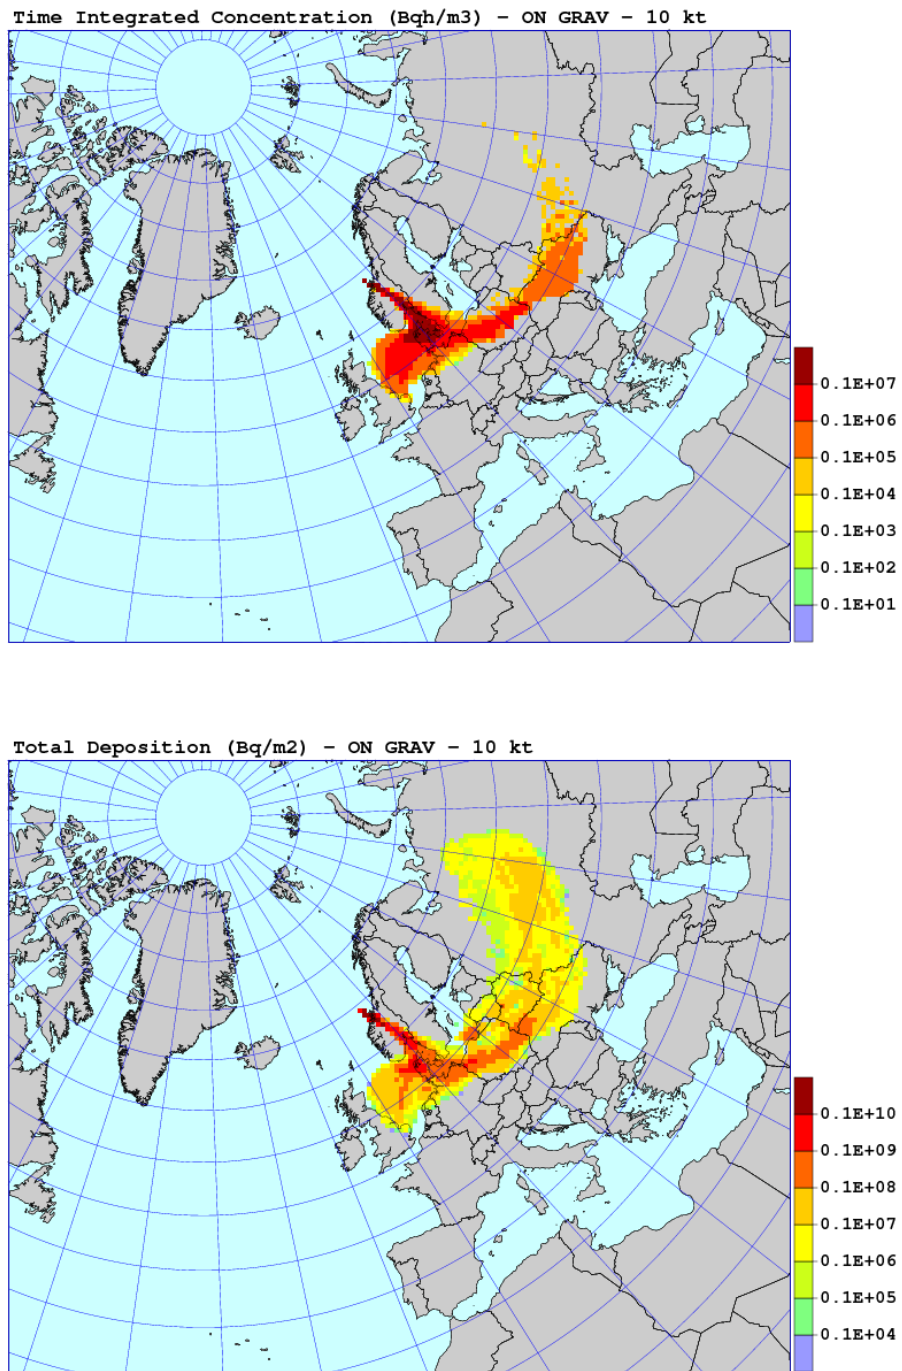 Time Integrated Concentration (Bqh/m3) – ON GRAV – 10 kt
0.1E+07
0.1E+06
0.1E+05
0.1E+04
0.1E+03
0.1E+02
0.1E+01
Total Deposition (Bq/m2) – ON GRAV – 10 kt
0.1E+10
0.1E+09
0.1E+08
0.1E+07
0.1E+06
0.1E+05
0.1E+04